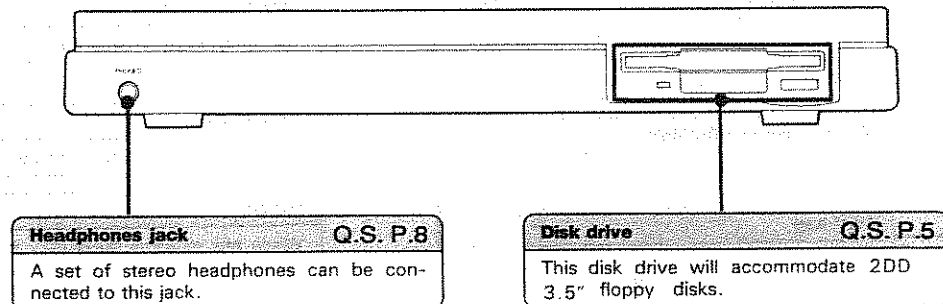 PHONES
Headphones jack Q.S. P.8
A set of stereo headphones can be con-
nected to this jack.
Disk drive Q.S. P.5
This disk drive will accommodate 2DD
3.5" floppy disks.